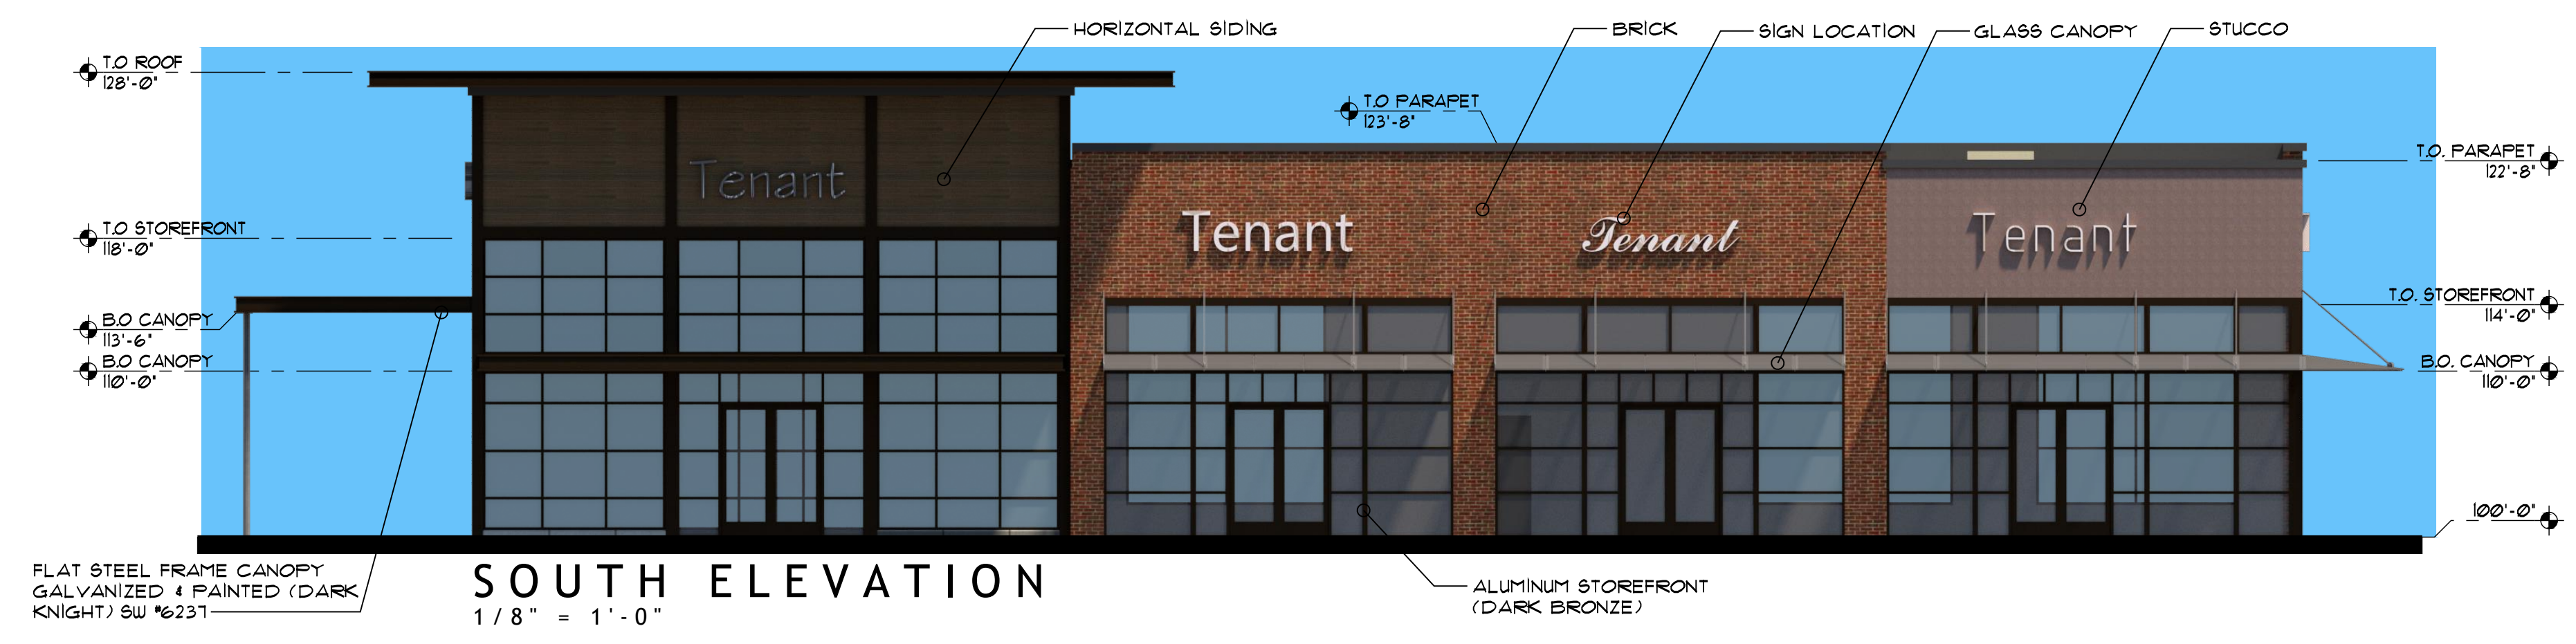 HORIZONTAL SIDING
BRICK
SIGN LOCATION
GLASS CANOPY
STUCCO
T.O ROOF
128'-0"
T.O PARAPET
123'-8"
T.O. PARAPET
122'-8"
Tenant
Tenant
Tenant
Tenant
T.O STOREFRONT
118'-0"
T.O. STOREFRONT
114'-0"
B.O CANOPY
113'-6"
B.O CANOPY
110'-0"
B.O. CANOPY
110'-0"
100'-0"
FLAT STEEL FRAME CANOPY
GALVANIZED & PAINTED (DARK
KNIGHT) SW #6237
SOUTH ELEVATION
1/8" = 1'-0"
ALUMINUM STOREFRONT
(DARK BRONZE)